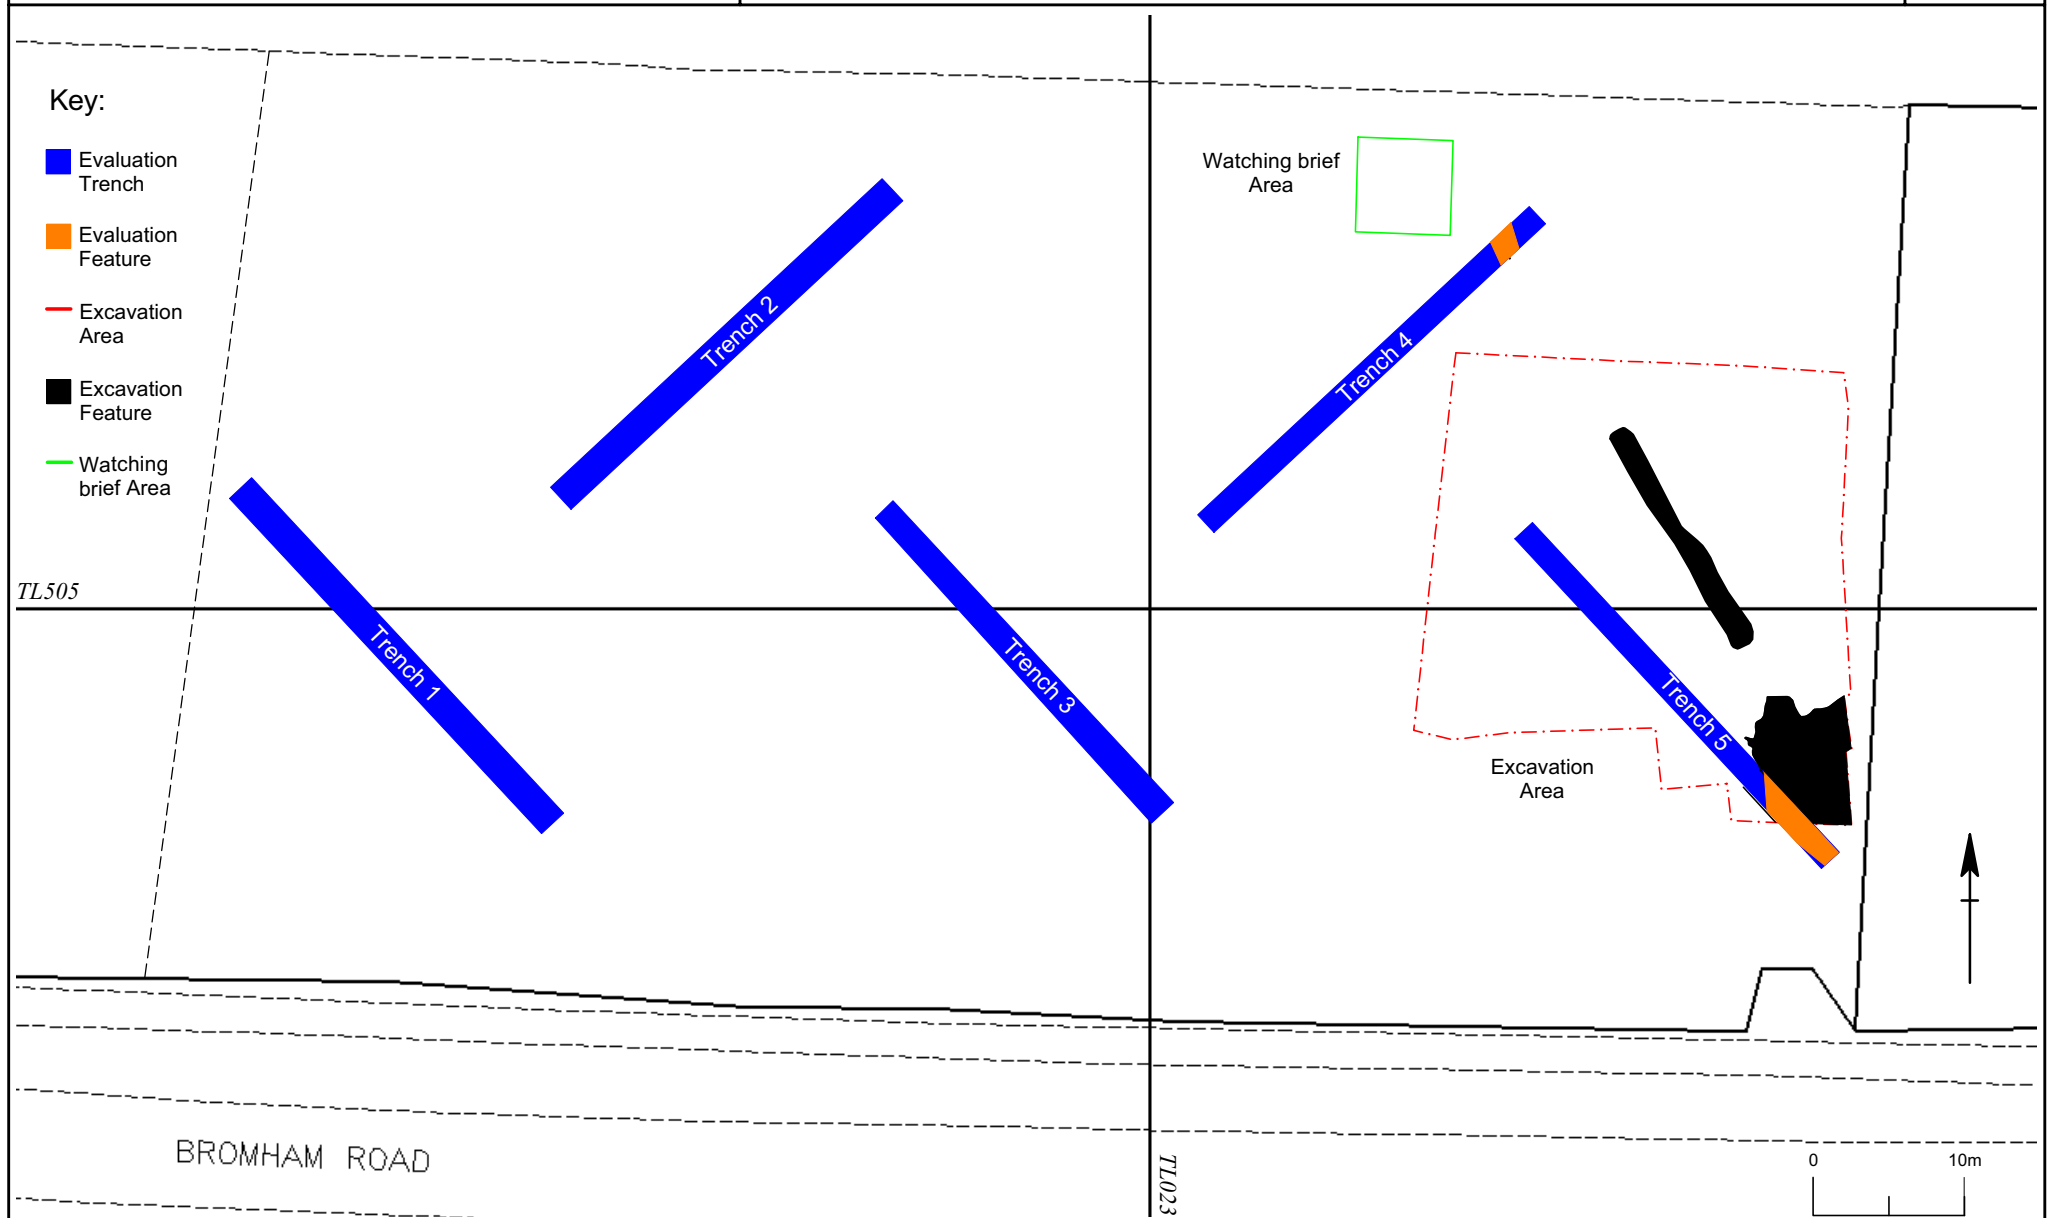 Key:
Evaluation
Trench
Evaluation
Feature
Excavation
Area
Excavation
Feature
Watching
brief Area
Watching brief
Area
Trench 2
Trench 4
TL505
Trench 1
Trench 3
Trench 5
Excavation
Area
BROMHAM ROAD
TL023
0 10m